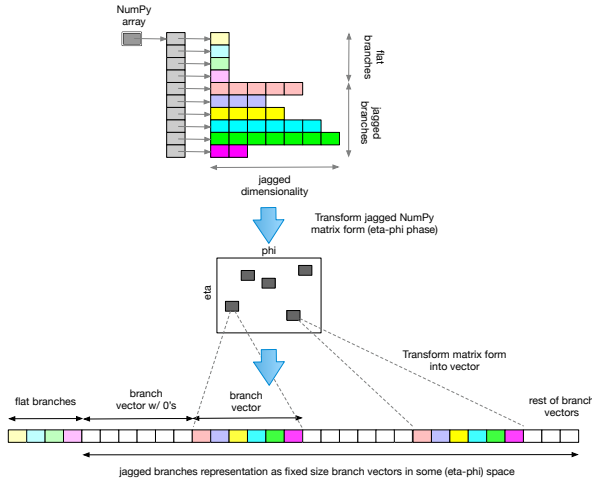 NumPy
array
flat
branches
jagged
branches
jagged
dimensionality
Transform jagged NumPy
matrix form (eta-phi phase)
phi
eta
Transform matrix form
into vector
flat branches
branch
vector w/ 0's
branch
vector
rest of branch
vectors
jagged branches representation as fixed size branch vectors in some (eta-phi) space